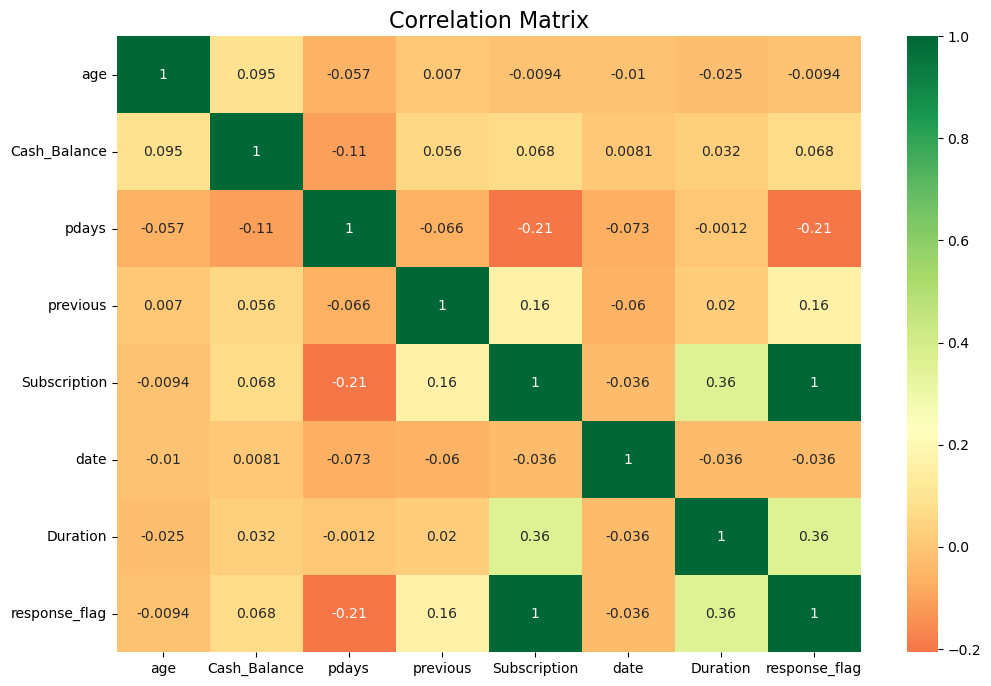 Correlation Matrix
age 1 0.095 -0.057 0.007 -0.0094 -0.01 -0.025 -0.0094
Cash_Balance 0.095 1 -0.11 0.056 0.068 0.0081 0.032 0.068
pdays -0.057 -0.11 1 -0.066 -0.21 -0.073 -0.0012 -0.21
previous 0.007 0.056 -0.066 1 0.16 -0.06 0.02 0.16
Subscription -0.0094 0.068 -0.21 0.16 1 -0.036 0.36 1
date -0.01 0.0081 -0.073 -0.06 -0.036 1 -0.036 -0.036
Duration -0.025 0.032 -0.0012 0.02 0.36 -0.036 1 0.36
response_flag -0.0094 0.068 -0.21 0.16 1 -0.036 0.36 1
age Cash_Balance pdays previous Subscription date Duration response_flag
1.0
0.8
0.6
0.4
0.2
0.0
−0.2